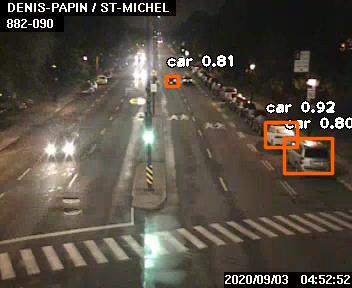 DENIS-PAPIN / ST-MICHEL
882-090
car 0.81
car 0.92
car 0.80
2020/09/03 04:52:52